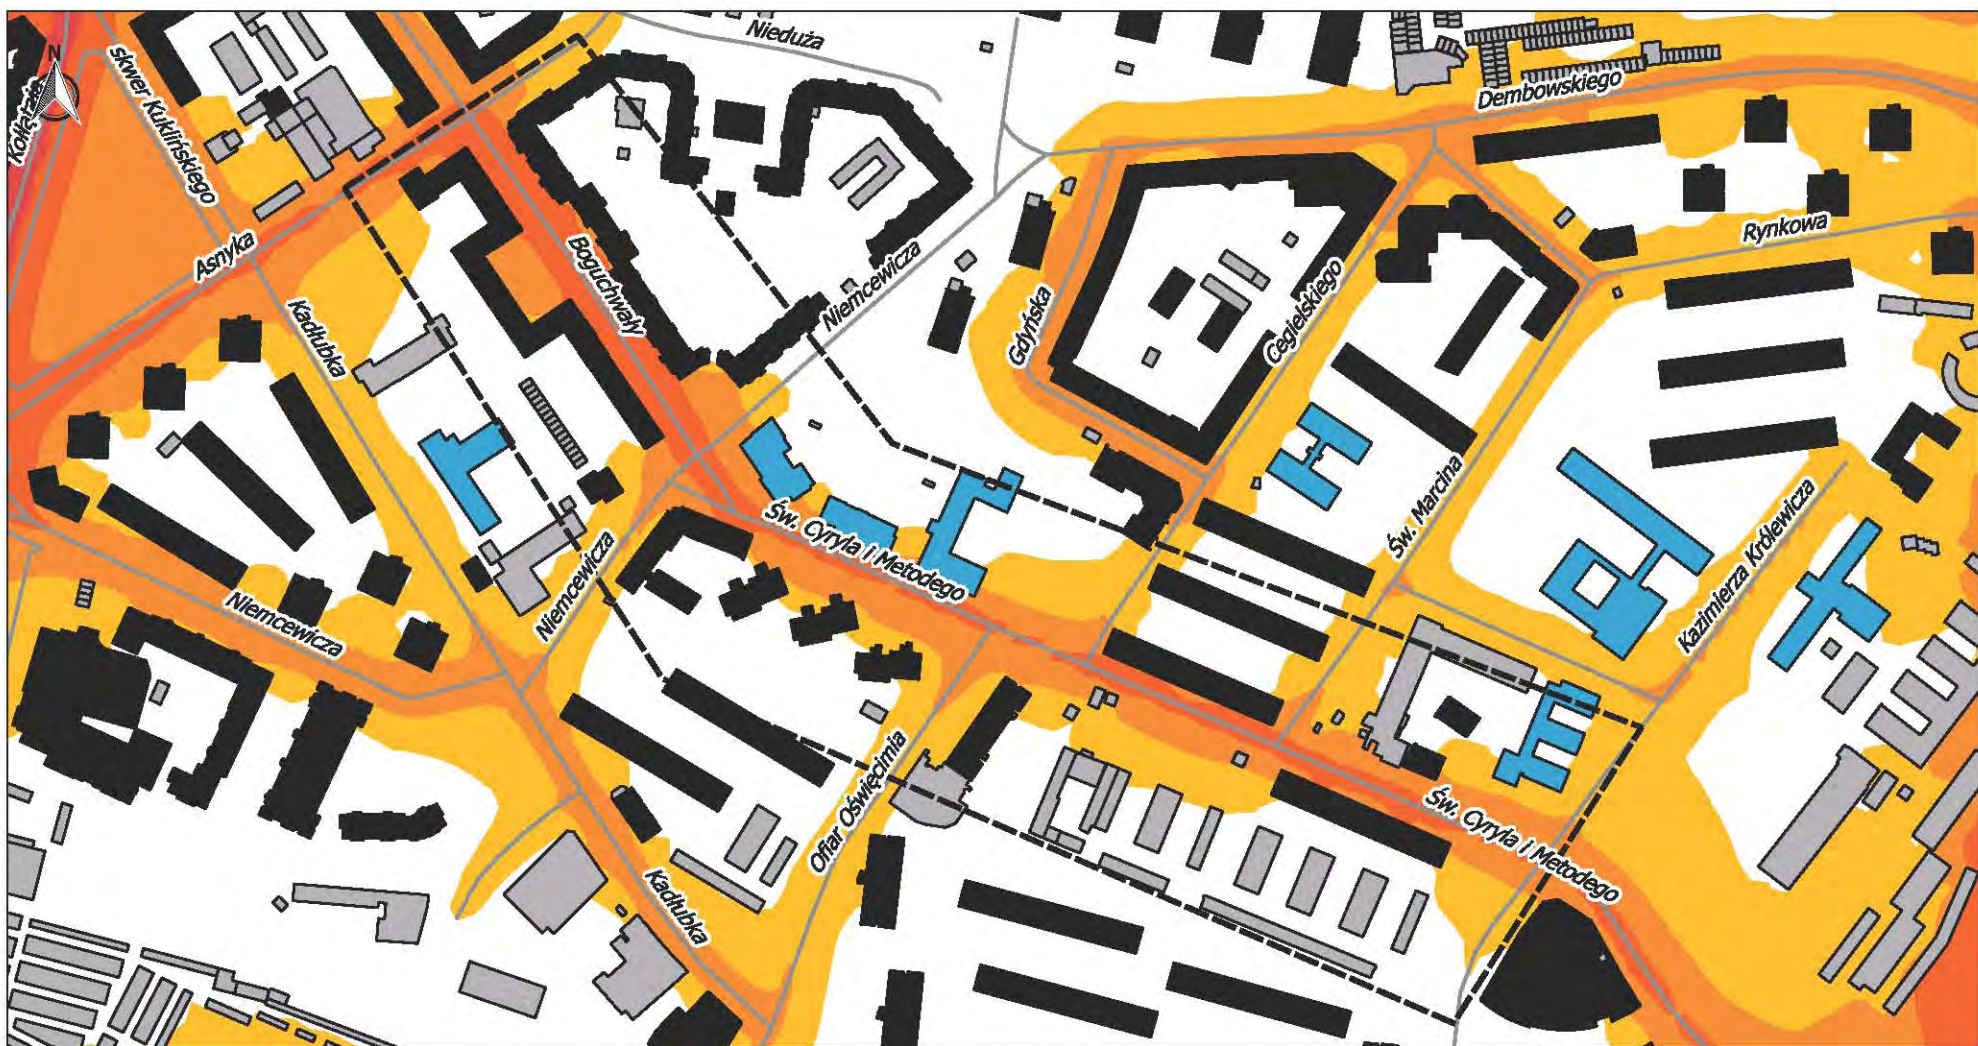 N
Kołłątaja
skwer Kuklińskiego
Nieduża
Dembowskiego
Rynkowa
Asnyka
Boguchwały
Niemcewicza
Gdyńska
Cegielskiego
Kadłubka
Św. Marcina
Kazimierza Królewicza
Św. Cyryla i Metodego
Niemcewicza
Niemcewicza
Ofiar Oświęcimia
Św. Cyryla i Metodego
Kadłubka